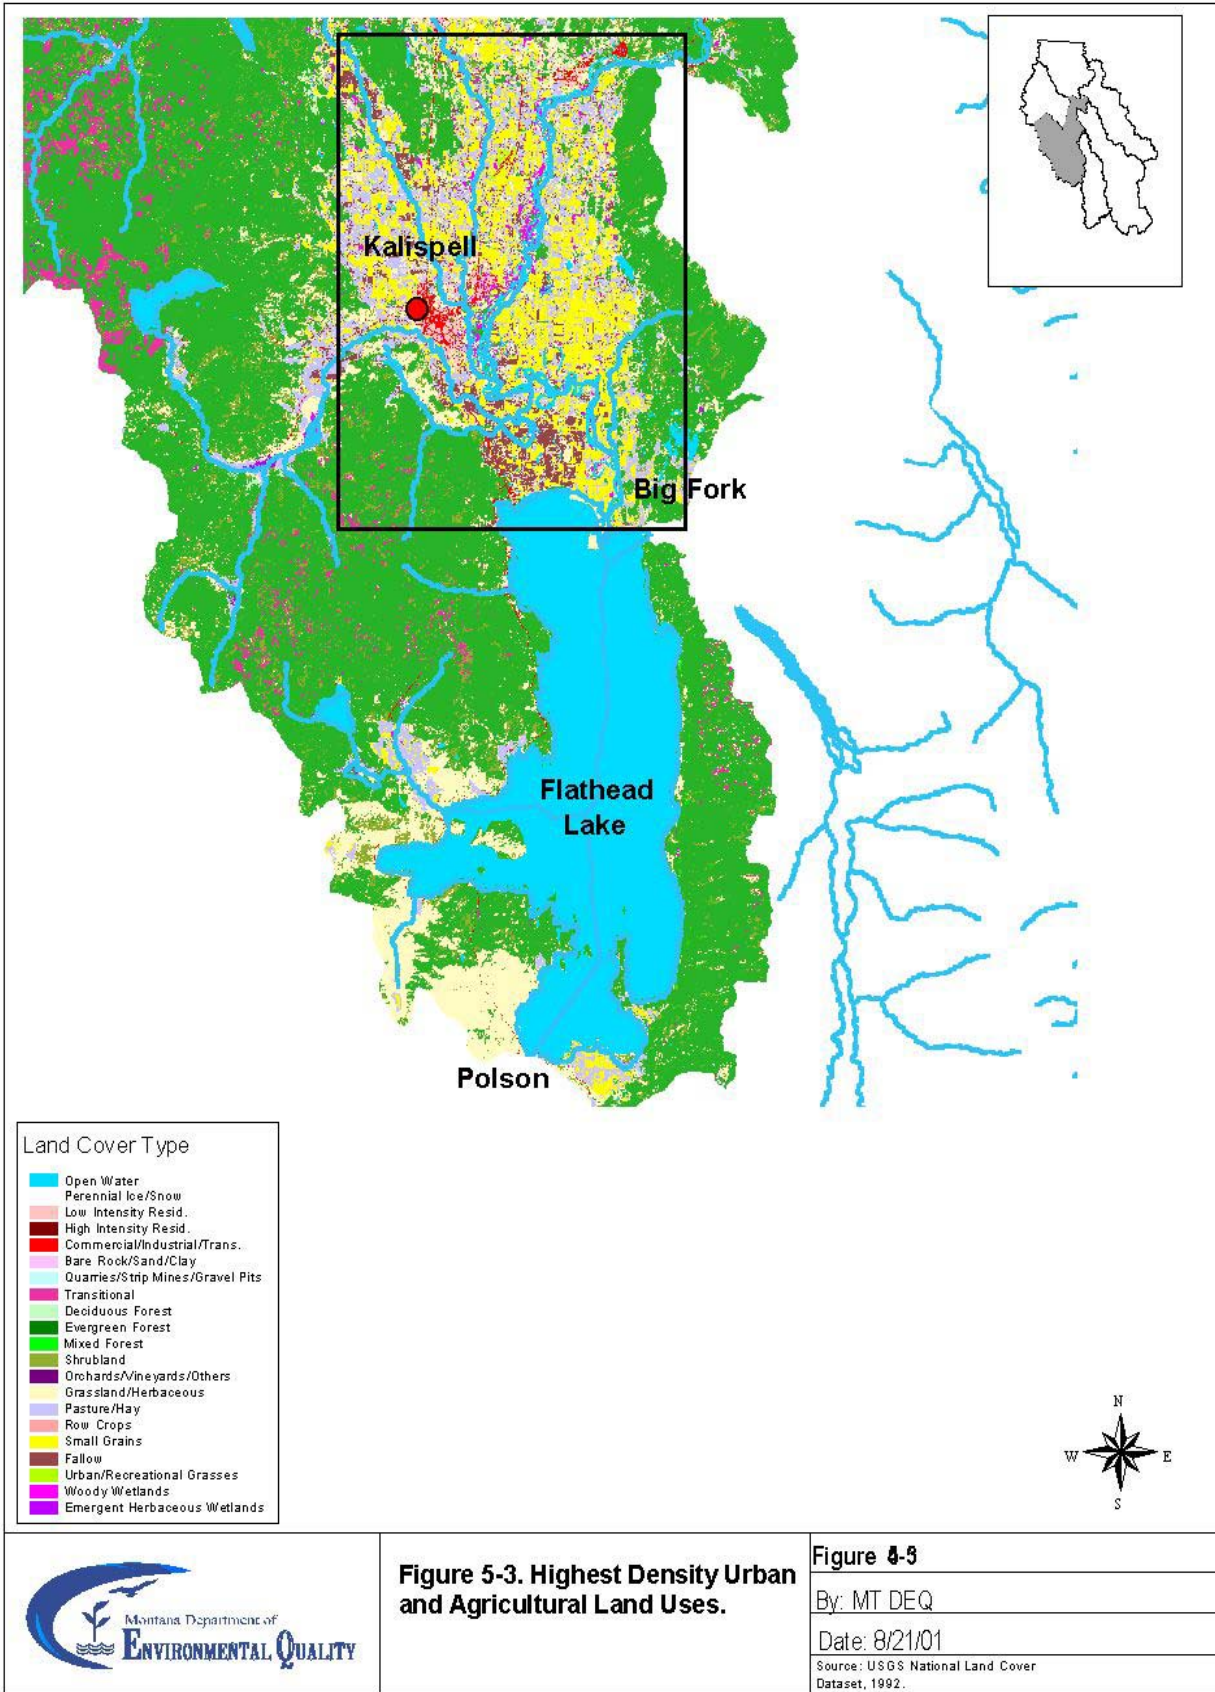 Kalispell
Big Fork
Flathead
Lake
Polson
Land Cover Type
Open Water
Perennial Ice/Snow
Low Intensity Resid.
High Intensity Resid.
Commercial/Industrial/Trans.
Bare Rock/Sand/Clay
Quarries/Strip Mines/Gravel Pits
Transitional
Deciduous Forest
Evergreen Forest
Mixed Forest
Shrubland
Orchards/Vineyards/Others
Grassland/Herbaceous
Pasture/Hay
Row Crops
Small Grains
Fallow
Urban/Recreational Grasses
Woody Wetlands
Emergent Herbaceous Wetlands
N
W E
S
Montana Department of
ENVIRONMENTAL QUALITY
Figure 5-3. Highest Density Urban
and Agricultural Land Uses.
Figure
By: MT DEQ
Date: 8/21/01
Source: USGS National Land Cover
Dataset, 1992.